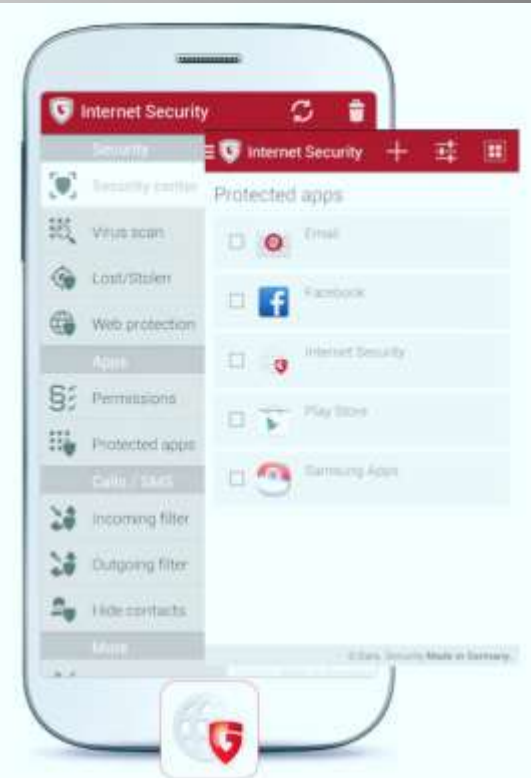 Internet Security
Security
Security center
Virus scan
Lost/Stolen
Web protection
Apps
Permissions
Protected apps
Calls / SMS
Incoming filter
Outgoing filter
Hide contacts
More
Internet Security
Protected apps
Email
Facebook
Internet Security
Play Store
Samsung Apps
G Data. Security Made in Germany.